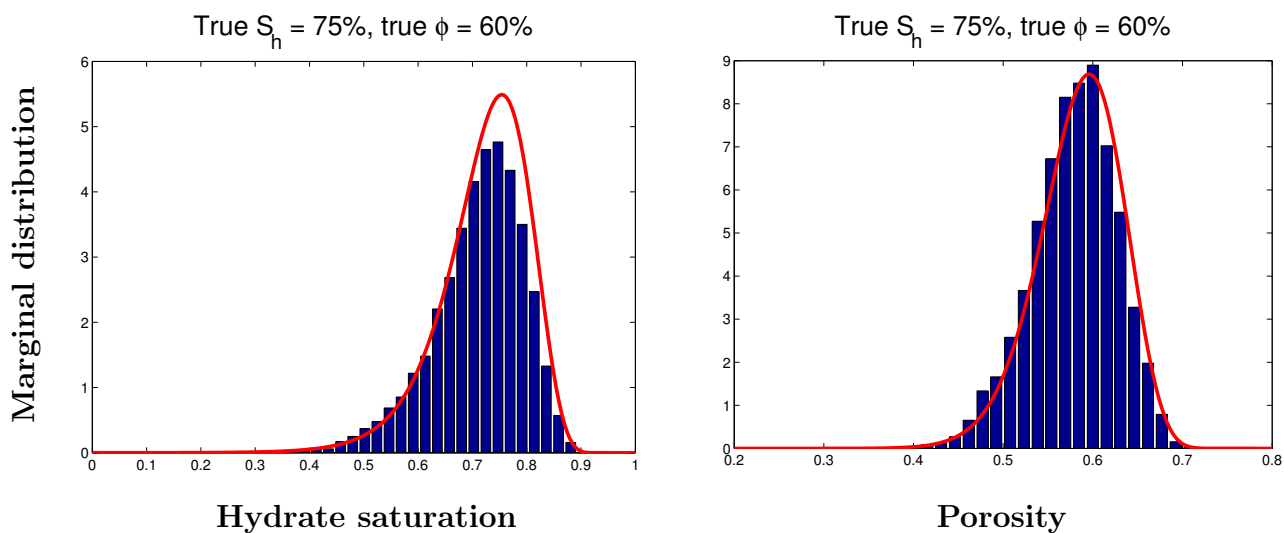 True S_h = 75%, true ϕ = 60%
Marginal distribution
6
5
4
3
2
1
0
0 0.1 0.2 0.3 0.4 0.5 0.6 0.7 0.8 0.9 1
Hydrate saturation
True S_h = 75%, true ϕ = 60%
9
8
7
6
5
4
3
2
1
0
0.2 0.3 0.4 0.5 0.6 0.7 0.8
Porosity